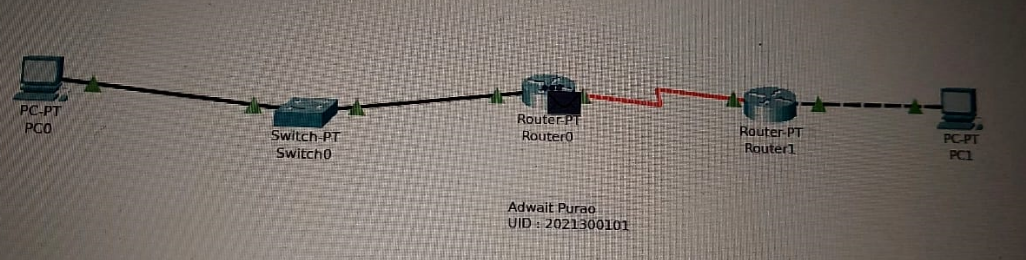 PC-PT
PC0
Switch-PT
Switch0
Router-PT
Router0
Router-PT
Router1
PC-PT
PC1
Adwait Purao
UID : 2021300101